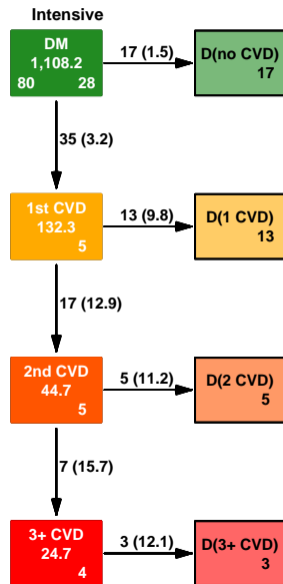 Intensive
DM
1,108.2
80 28
17 (1.5)
D(no CVD)
17
35 (3.2)
1st CVD
132.3
5
13 (9.8)
D(1 CVD)
13
17 (12.9)
2nd CVD
44.7
5
5 (11.2)
D(2 CVD)
5
7 (15.7)
3+ CVD
24.7
4
3 (12.1)
D(3+ CVD)
3